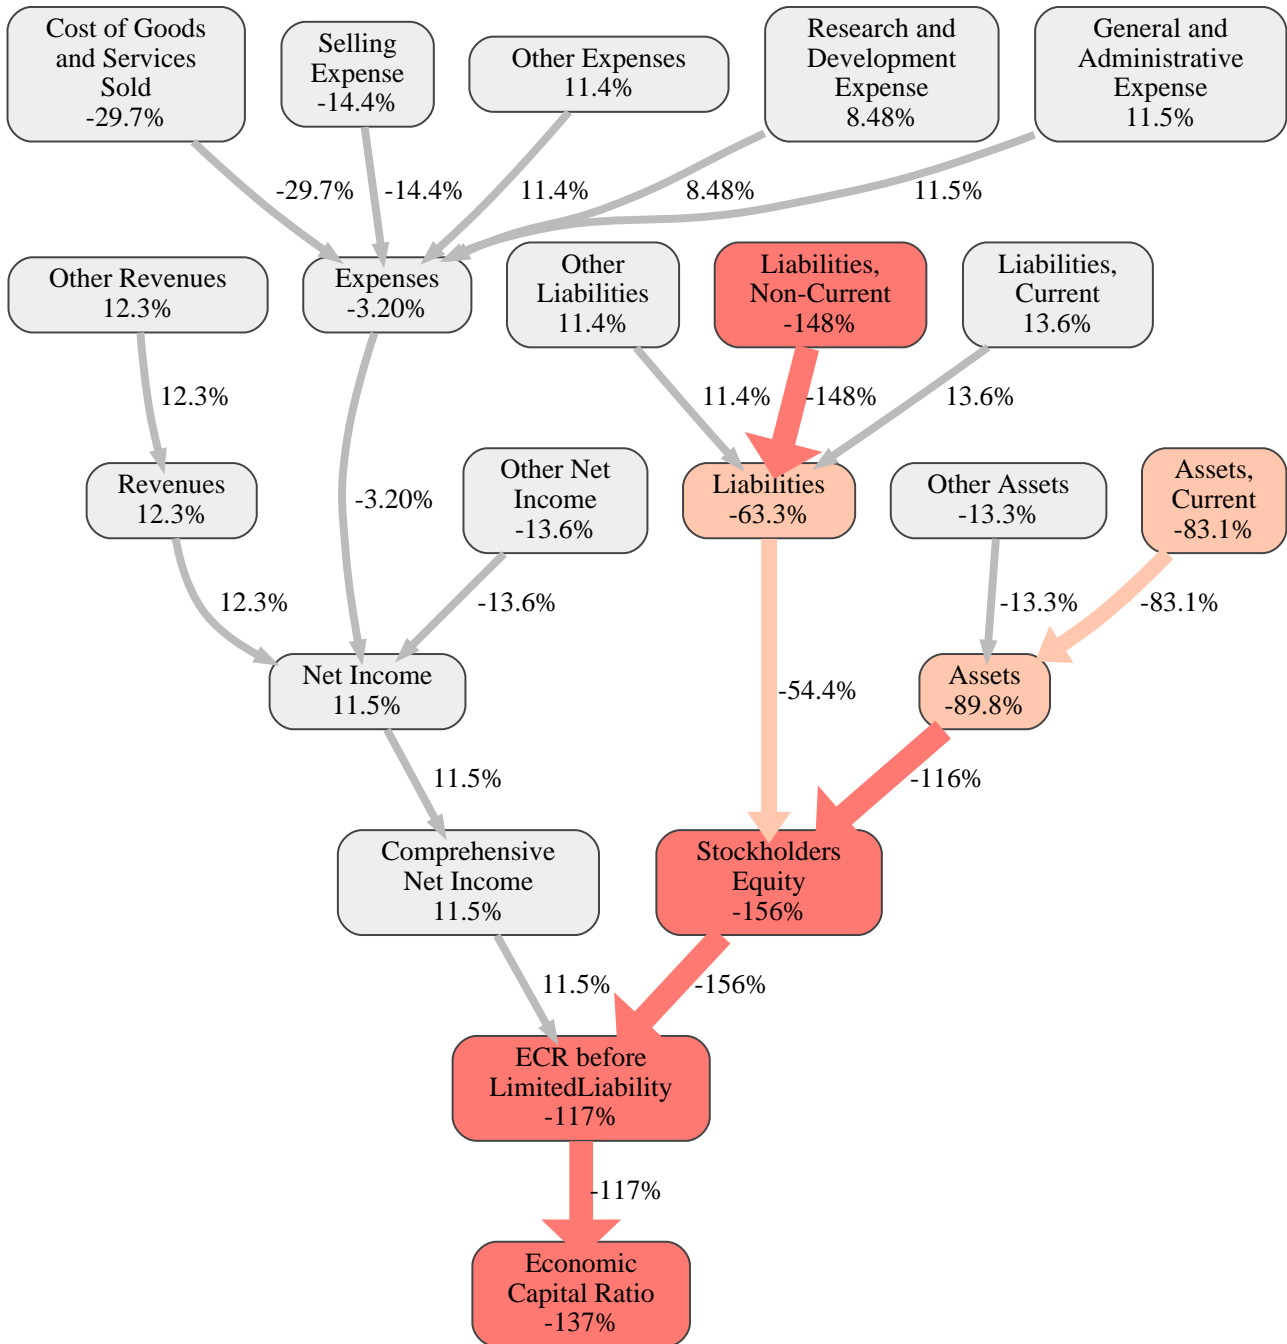 Cost of Goods
and Services
Sold
-29.7%
Selling
Expense
-14.4%
Other Expenses
11.4%
Research and
Development
Expense
8.48%
General and
Administrative
Expense
11.5%
-29.7%
-14.4%
11.4%
8.48%
11.5%
Other Revenues
12.3%
Expenses
-3.20%
Other
Liabilities
11.4%
Liabilities,
Non-Current
-148%
Liabilities,
Current
13.6%
12.3%
11.4%
-148%
13.6%
Revenues
12.3%
-3.20%
Other Net
Income
-13.6%
Liabilities
-63.3%
Other Assets
-13.3%
Assets,
Current
-83.1%
12.3%
-13.6%
-13.3%
-83.1%
Net Income
11.5%
-54.4%
Assets
-89.8%
11.5%
-116%
Comprehensive
Net Income
11.5%
Stockholders
Equity
-156%
11.5%
-156%
ECR before
LimitedLiability
-117%
-117%
Economic
Capital Ratio
-137%